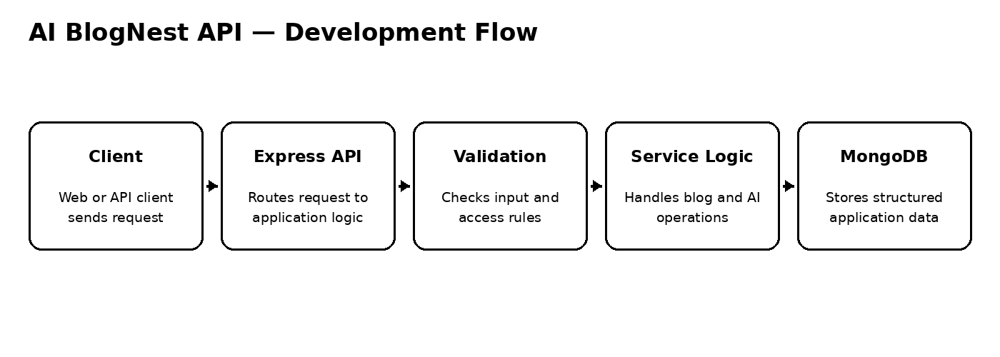 AI BlogNest API — Development Flow
Client
Web or API client
sends request
Express API
Routes request to
application logic
Validation
Checks input and
access rules
Service Logic
Handles blog and AI
operations
MongoDB
Stores structured
application data